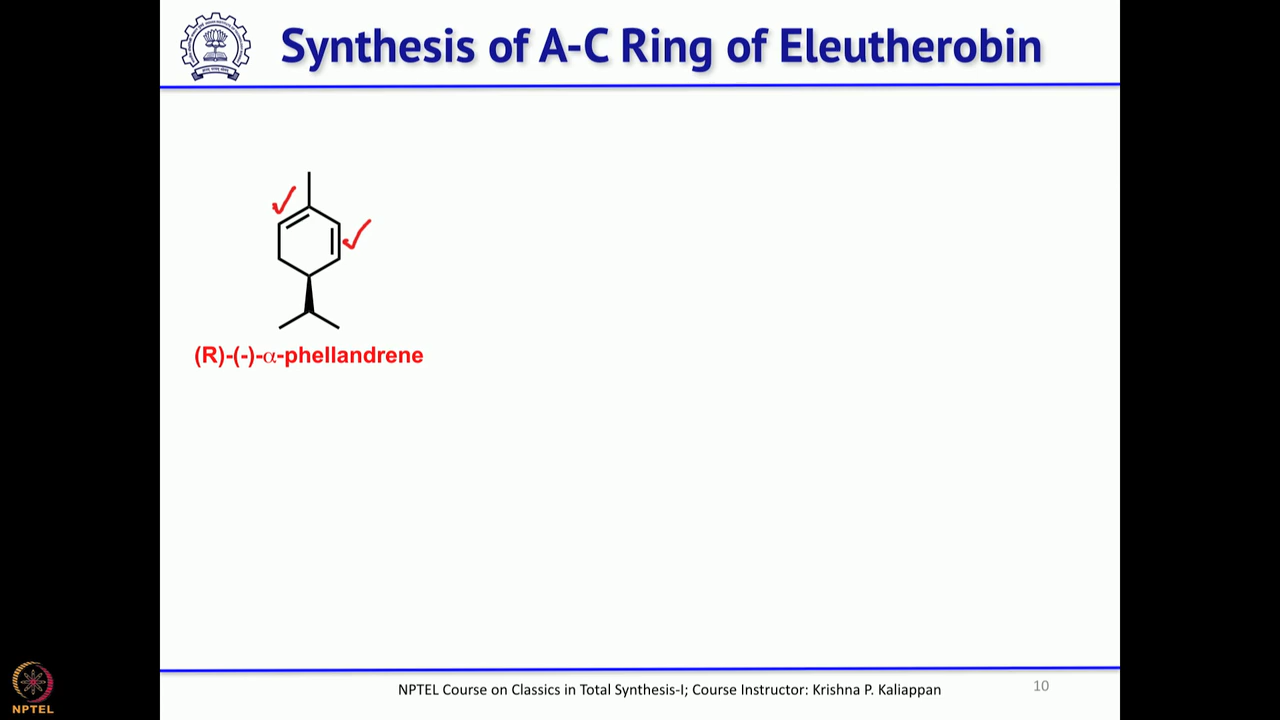 Synthesis of A-C Ring of Eleutherobin
(R)-(-)-α-phellandrene
NPTEL Course on Classics in Total Synthesis-I; Course Instructor: Krishna P. Kaliappan
10
NPTEL